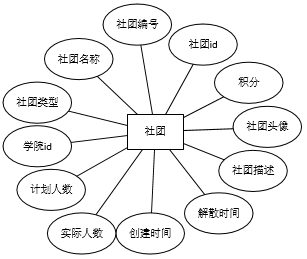 社团编号
社团id
社团名称
积分
社团类型
社团头像
社团
学院id
社团描述
计划人数
解散时间
实际人数
创建时间